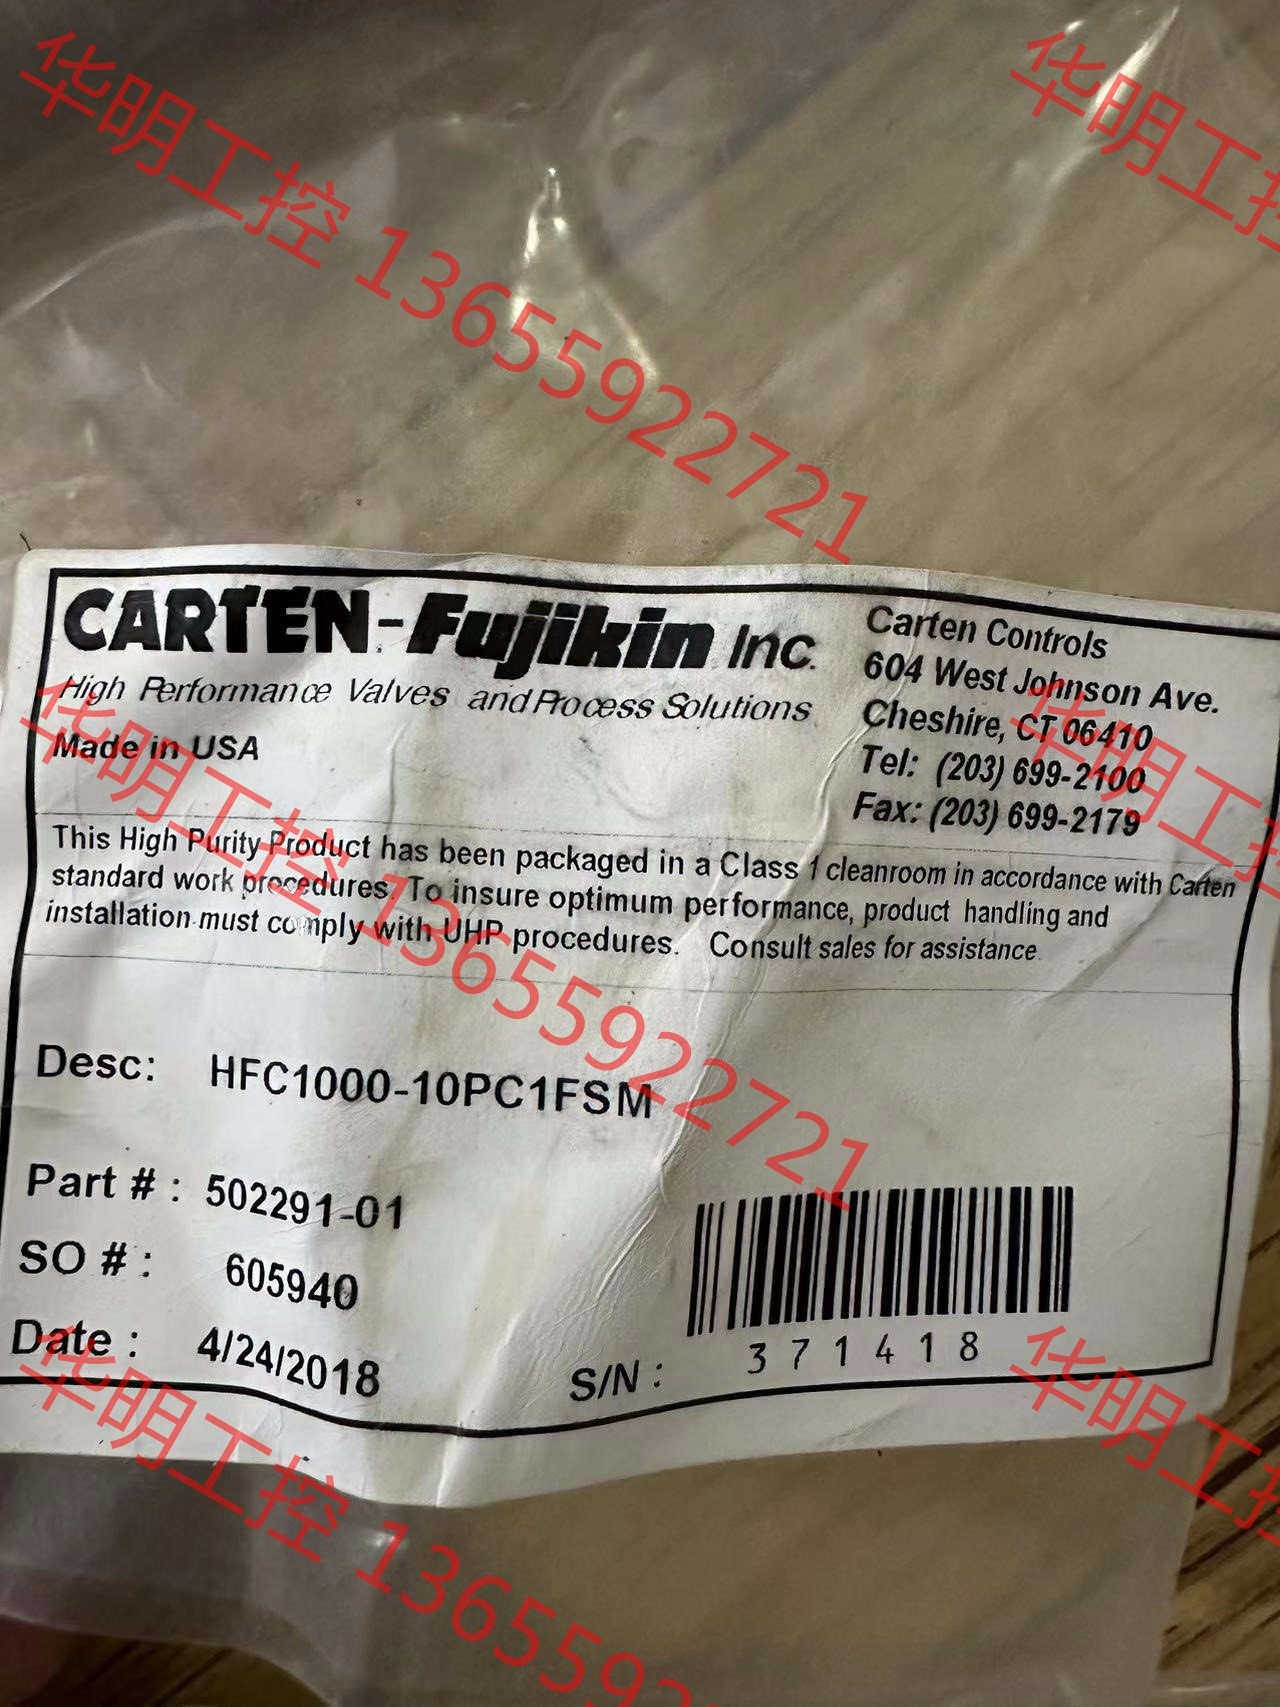 华明工控 13655922721
华明工控
CARTEN-Fujikin Inc.
High Performance Valves and Process Solutions
Made in USA
Carten Controls
604 West Johnson Ave.
Cheshire, CT 06410
Tel: (203) 699-2100
Fax: (203) 699-2179
华明工控 13655922721
华明工
This High Purity Product has been packaged in a Class 1 cleanroom in accordance with Carten
standard work procedures. To insure optimum performance, product handling and
installation must comply with UHP procedures. Consult sales for assistance.
Desc: HFC1000-10PC1FSM
Part # : 502291-01
SO # : 605940
Date : 4/24/2018
S/N : 371418
华明工控 1365592
华明工控